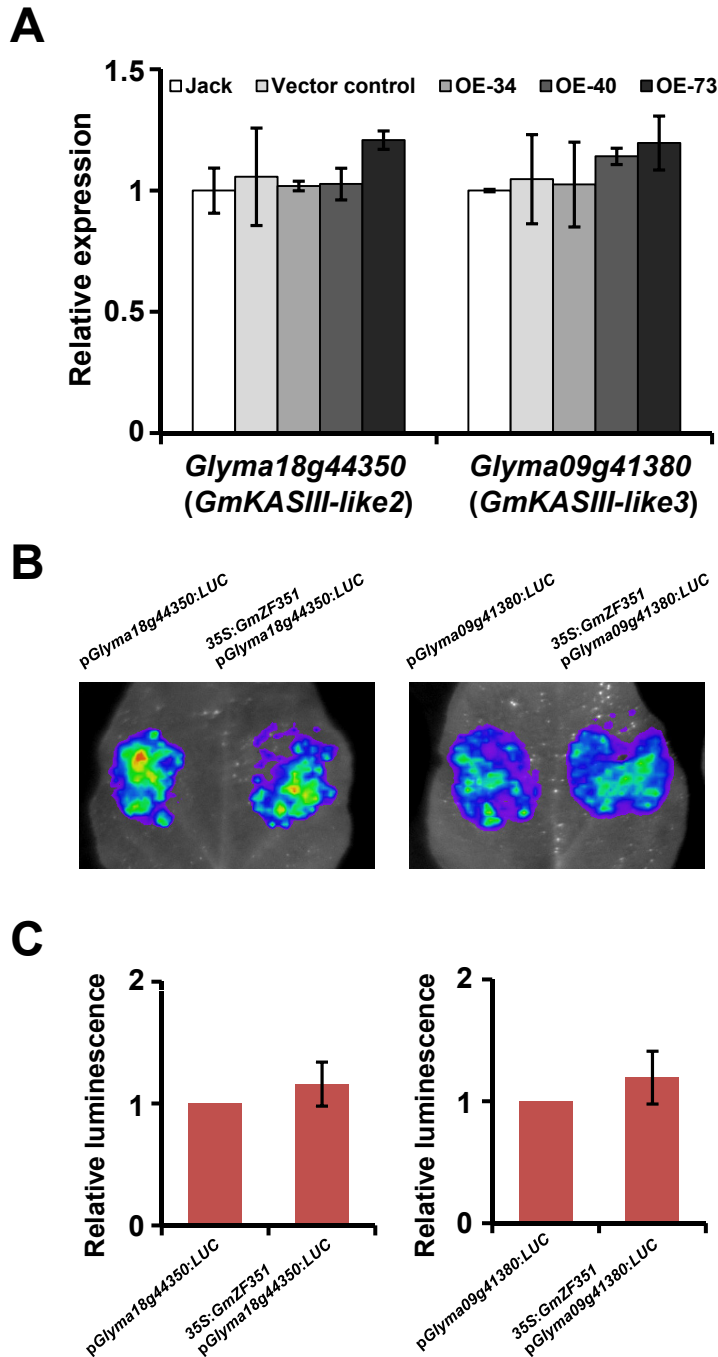 A
1.5
Jack Vector control OE-34 OE-40 OE-73
1
0.5
0
Relative expression
Glyma18g44350
(GmKASIII-like2)
Glyma09g41380
(GmKASIII-like3)
B
pGlyma18g44350:LUC
35S:GmZF351
pGlyma18g44350:LUC
pGlyma09g41380:LUC
35S:GmZF351
pGlyma09g41380:LUC
C
2
1
0
Relative luminescence
pGlyma18g44350:LUC
35S:GmZF351
pGlyma18g44350:LUC
2
1
0
Relative luminescence
pGlyma09g41380:LUC
35S:GmZF351
pGlyma09g41380:LUC